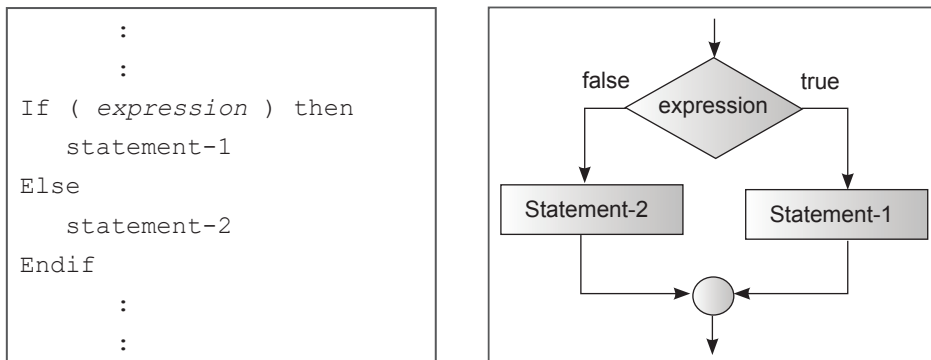 :
:
If ( expression ) then
statement-1
Else
statement-2
Endif
:
:
false
true
expression
Statement-2
Statement-1